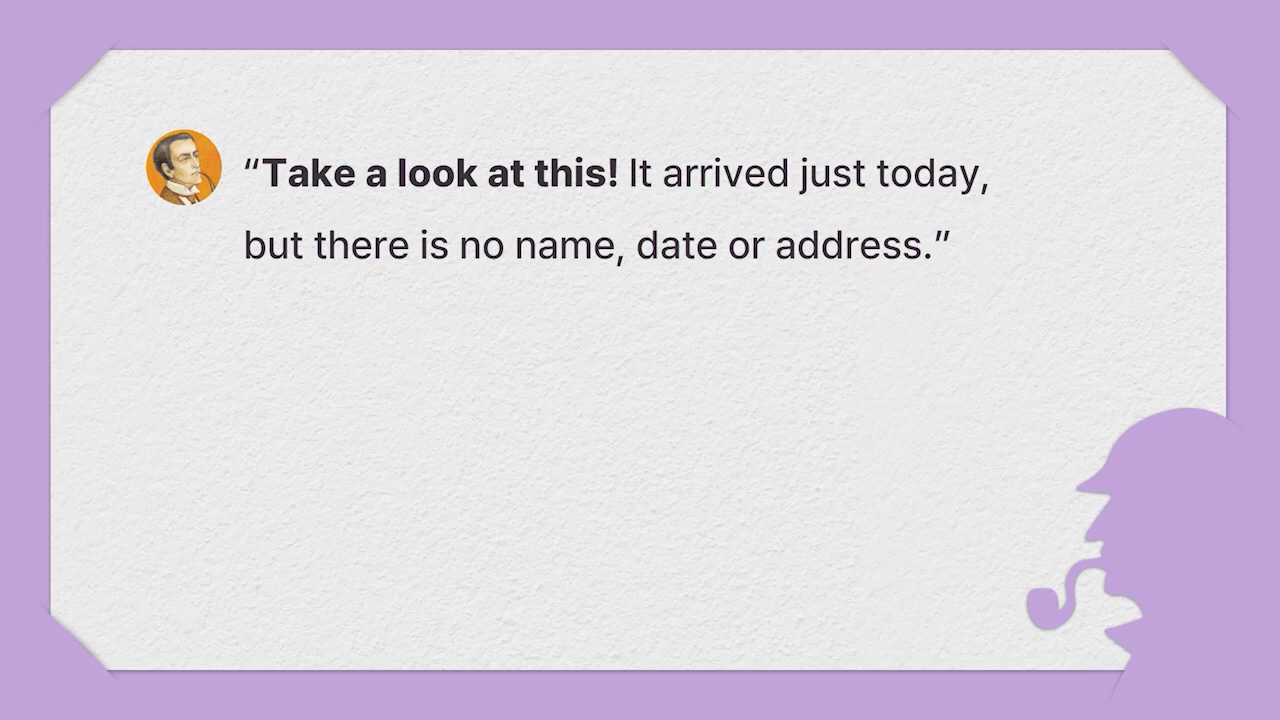 “Take a look at this! It arrived just today,
but there is no name, date or address.”